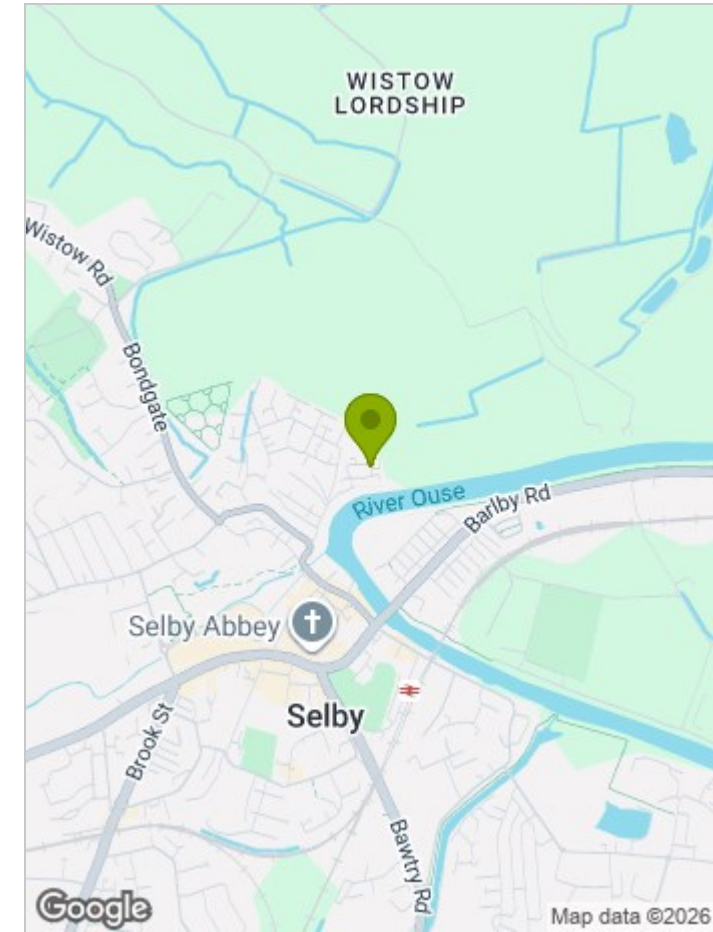 WISTOW
LORDSHIP
Wistow Rd
Bondgate
River Ouse
Barlby Rd
Selby Abbey
Selby
Brook St
Bawtry Rd
Google
Map data ©2026